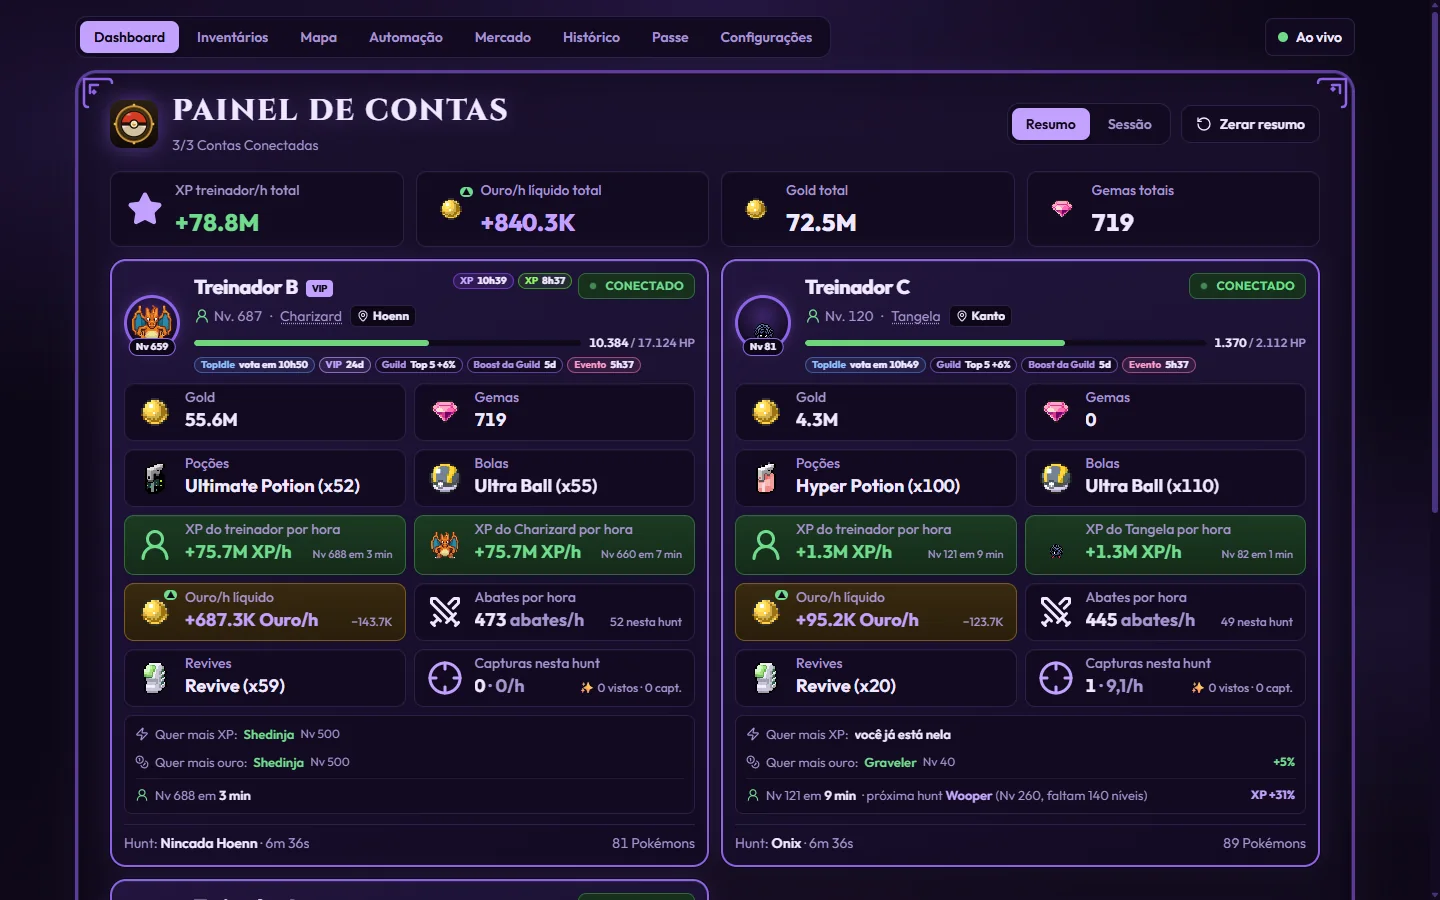 Dashboard Inventários Mapa Automação Mercado Histórico Passe Configurações Ao vivo
PAINEL DE CONTAS
3/3 Contas Conectadas
Resumo Sessão Zerar resumo
XP treinador/h total
+78.8M
Ouro/h líquido total
+840.3K
Gold total
72.5M
Gemas totais
719
Treinador B VIP XP 10h39 XP 8h37 CONECTADO
Nv. 687 · Charizard Hoenn
Nv 659
10.384 / 17.124 HP
TopIdle vota em 10h50 VIP 24d Guild Top 5 +6% Boost da Guild 5d Evento 5h37
Gold
55.6M
Gemas
719
Poções
Ultimate Potion (x52)
Bolas
Ultra Ball (x55)
XP do treinador por hora
+75.7M XP/h Nv 688 em 3 min
XP do Charizard por hora
+75.7M XP/h Nv 660 em 7 min
Ouro/h líquido
+687.3K Ouro/h −143.7K
Abates por hora
473 abates/h 52 nesta hunt
Revives
Revive (x59)
Capturas nesta hunt
0 · 0/h ✨ 0 vistos · 0 capt.
Quer mais XP: Shedinja Nv 500
Quer mais ouro: Shedinja Nv 500
Nv 688 em 3 min
Hunt: Nincada Hoenn · 6m 36s 81 Pokémons
Treinador C CONECTADO
Nv. 120 · Tangela Kanto
Nv 81
1.370 / 2.112 HP
TopIdle vota em 10h49 Guild Top 5 +6% Boost da Guild 5d Evento 5h37
Gold
4.3M
Gemas
0
Poções
Hyper Potion (x100)
Bolas
Ultra Ball (x110)
XP do treinador por hora
+1.3M XP/h Nv 121 em 9 min
XP do Tangela por hora
+1.3M XP/h Nv 82 em 1 min
Ouro/h líquido
+95.2K Ouro/h −123.7K
Abates por hora
445 abates/h 49 nesta hunt
Revives
Revive (x20)
Capturas nesta hunt
1 · 9,1/h ✨ 0 vistos · 0 capt.
Quer mais XP: você já está nela
Quer mais ouro: Graveler Nv 40 +5%
Nv 121 em 9 min · próxima hunt Wooper (Nv 260, faltam 140 níveis) XP +31%
Hunt: Onix · 6m 36s 89 Pokémons